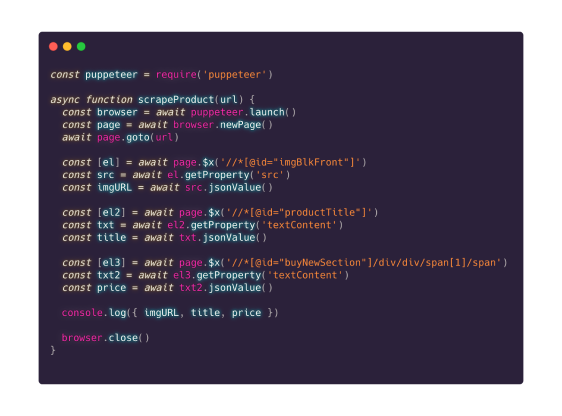 const puppeteer = require('puppeteer')
async function scrapeProduct(url) {
const browser = await puppeteer.launch()
const page = await browser.newPage()
await page.goto(url)
const [el] = await page.$x('//*[@id="imgBlkFront"]')
const src = await el.getProperty('src')
const imgURL = await src.jsonValue()
const [el2] = await page.$x('//*[@id="productTitle"]')
const txt = await el2.getProperty('textContent')
const title = await txt.jsonValue()
const [el3] = await page.$x('//*[@id="buyNewSection"]/div/div/span[1]/span')
const txt2 = await el3.getProperty('textContent')
const price = await txt2.jsonValue()
console.log({ imgURL, title, price })
browser.close()
}